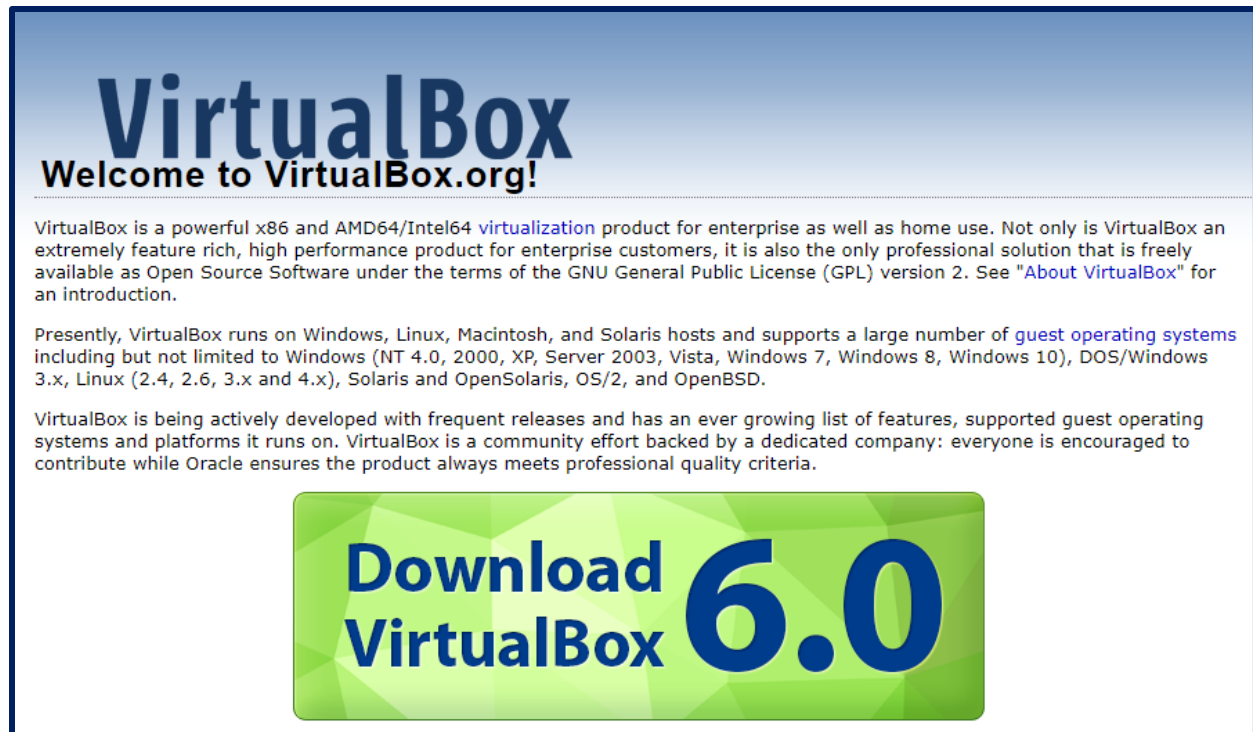 VirtualBox
Welcome to VirtualBox.org!
VirtualBox is a powerful x86 and AMD64/Intel64 virtualization product for enterprise as well as home use. Not only is VirtualBox an
extremely feature rich, high performance product for enterprise customers, it is also the only professional solution that is freely
available as Open Source Software under the terms of the GNU General Public License (GPL) version 2. See "About VirtualBox" for
an introduction.
Presently, VirtualBox runs on Windows, Linux, Macintosh, and Solaris hosts and supports a large number of guest operating systems
including but not limited to Windows (NT 4.0, 2000, XP, Server 2003, Vista, Windows 7, Windows 8, Windows 10), DOS/Windows
3.x, Linux (2.4, 2.6, 3.x and 4.x), Solaris and OpenSolaris, OS/2, and OpenBSD.
VirtualBox is being actively developed with frequent releases and has an ever growing list of features, supported guest operating
systems and platforms it runs on. VirtualBox is a community effort backed by a dedicated company: everyone is encouraged to
contribute while Oracle ensures the product always meets professional quality criteria.
Download
VirtualBox 6.0